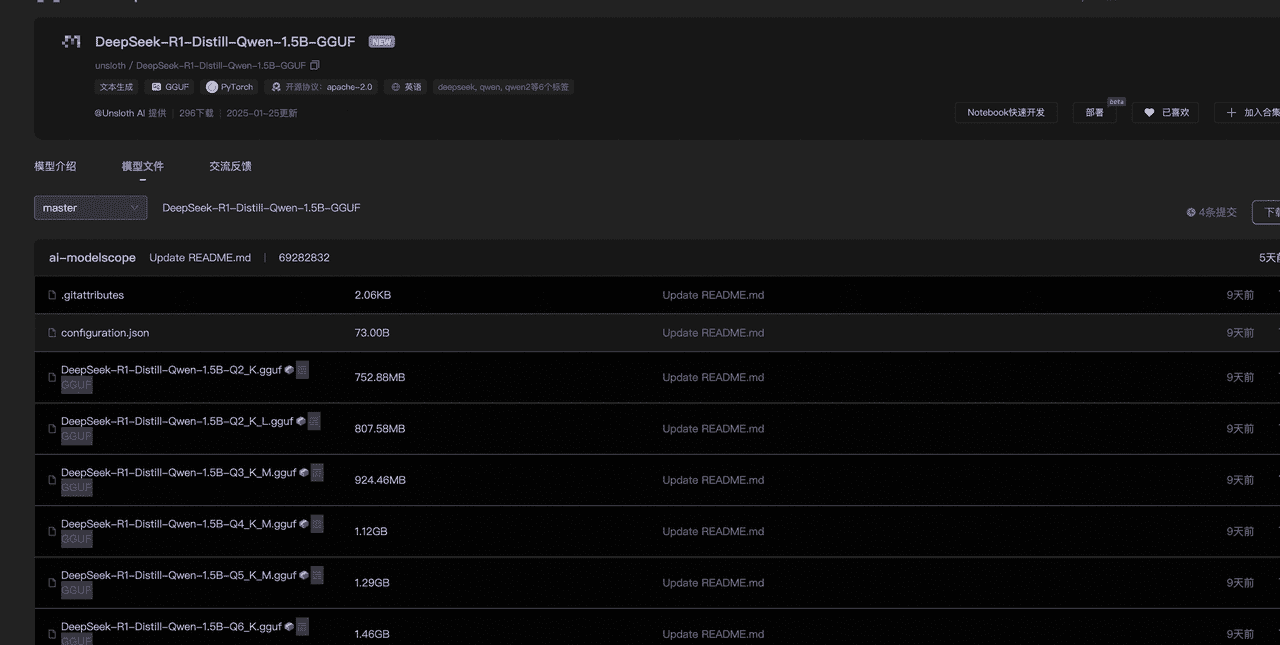 DeepSeek-R1-Distill-Qwen-1.5B-GGUF NEW
unsloth / DeepSeek-R1-Distill-Qwen-1.5B-GGUF
文本生成 GGUF PyTorch 开源协议: apache-2.0 英语 deepseek, qwen, qwen2等6个标签
@Unsloth AI 提供 | 296下载 | 2025-01-25更新
Notebook快速开发 部署 beta 已喜欢 加入合集
模型介绍 模型文件 交流反馈
master DeepSeek-R1-Distill-Qwen-1.5B-GGUF 4条提交 下载
ai-modelscope Update README.md | 69282832 5天前
.gitattributes 2.06KB Update README.md 9天前
configuration.json 73.00B Update README.md 9天前
DeepSeek-R1-Distill-Qwen-1.5B-Q2_K.gguf 752.88MB Update README.md 9天前
GGUF
DeepSeek-R1-Distill-Qwen-1.5B-Q2_K_L.gguf 807.58MB Update README.md 9天前
GGUF
DeepSeek-R1-Distill-Qwen-1.5B-Q3_K_M.gguf 924.46MB Update README.md 9天前
GGUF
DeepSeek-R1-Distill-Qwen-1.5B-Q4_K_M.gguf 1.12GB Update README.md 9天前
GGUF
DeepSeek-R1-Distill-Qwen-1.5B-Q5_K_M.gguf 1.29GB Update README.md 9天前
GGUF
DeepSeek-R1-Distill-Qwen-1.5B-Q6_K.gguf 1.46GB Update README.md 9天前
GGUF